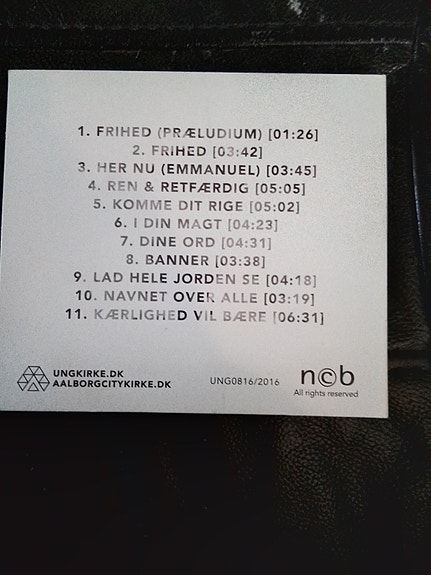 1. FRIHED (PRÆLUDIUM) [01:26]
2. FRIHED [03:42]
3. HER NU (EMMANUEL) [03:45]
4. REN & RETFÆRDIG [05:05]
5. KOMME DIT RIGE [05:02]
6. I DIN MAGT [04:23]
7. DINE ORD [04:31]
8. BANNER [03:38]
9. LAD HELE JORDEN SE [04:18]
10. NAVNET OVER ALLE [03:19]
11. KÆRLIGHED VIL BÆRE [06:31]
UNGKIRKE.DK
AALBORGCITYKIRKE.DK
UNG0816/2016
n©b
All rights reserved